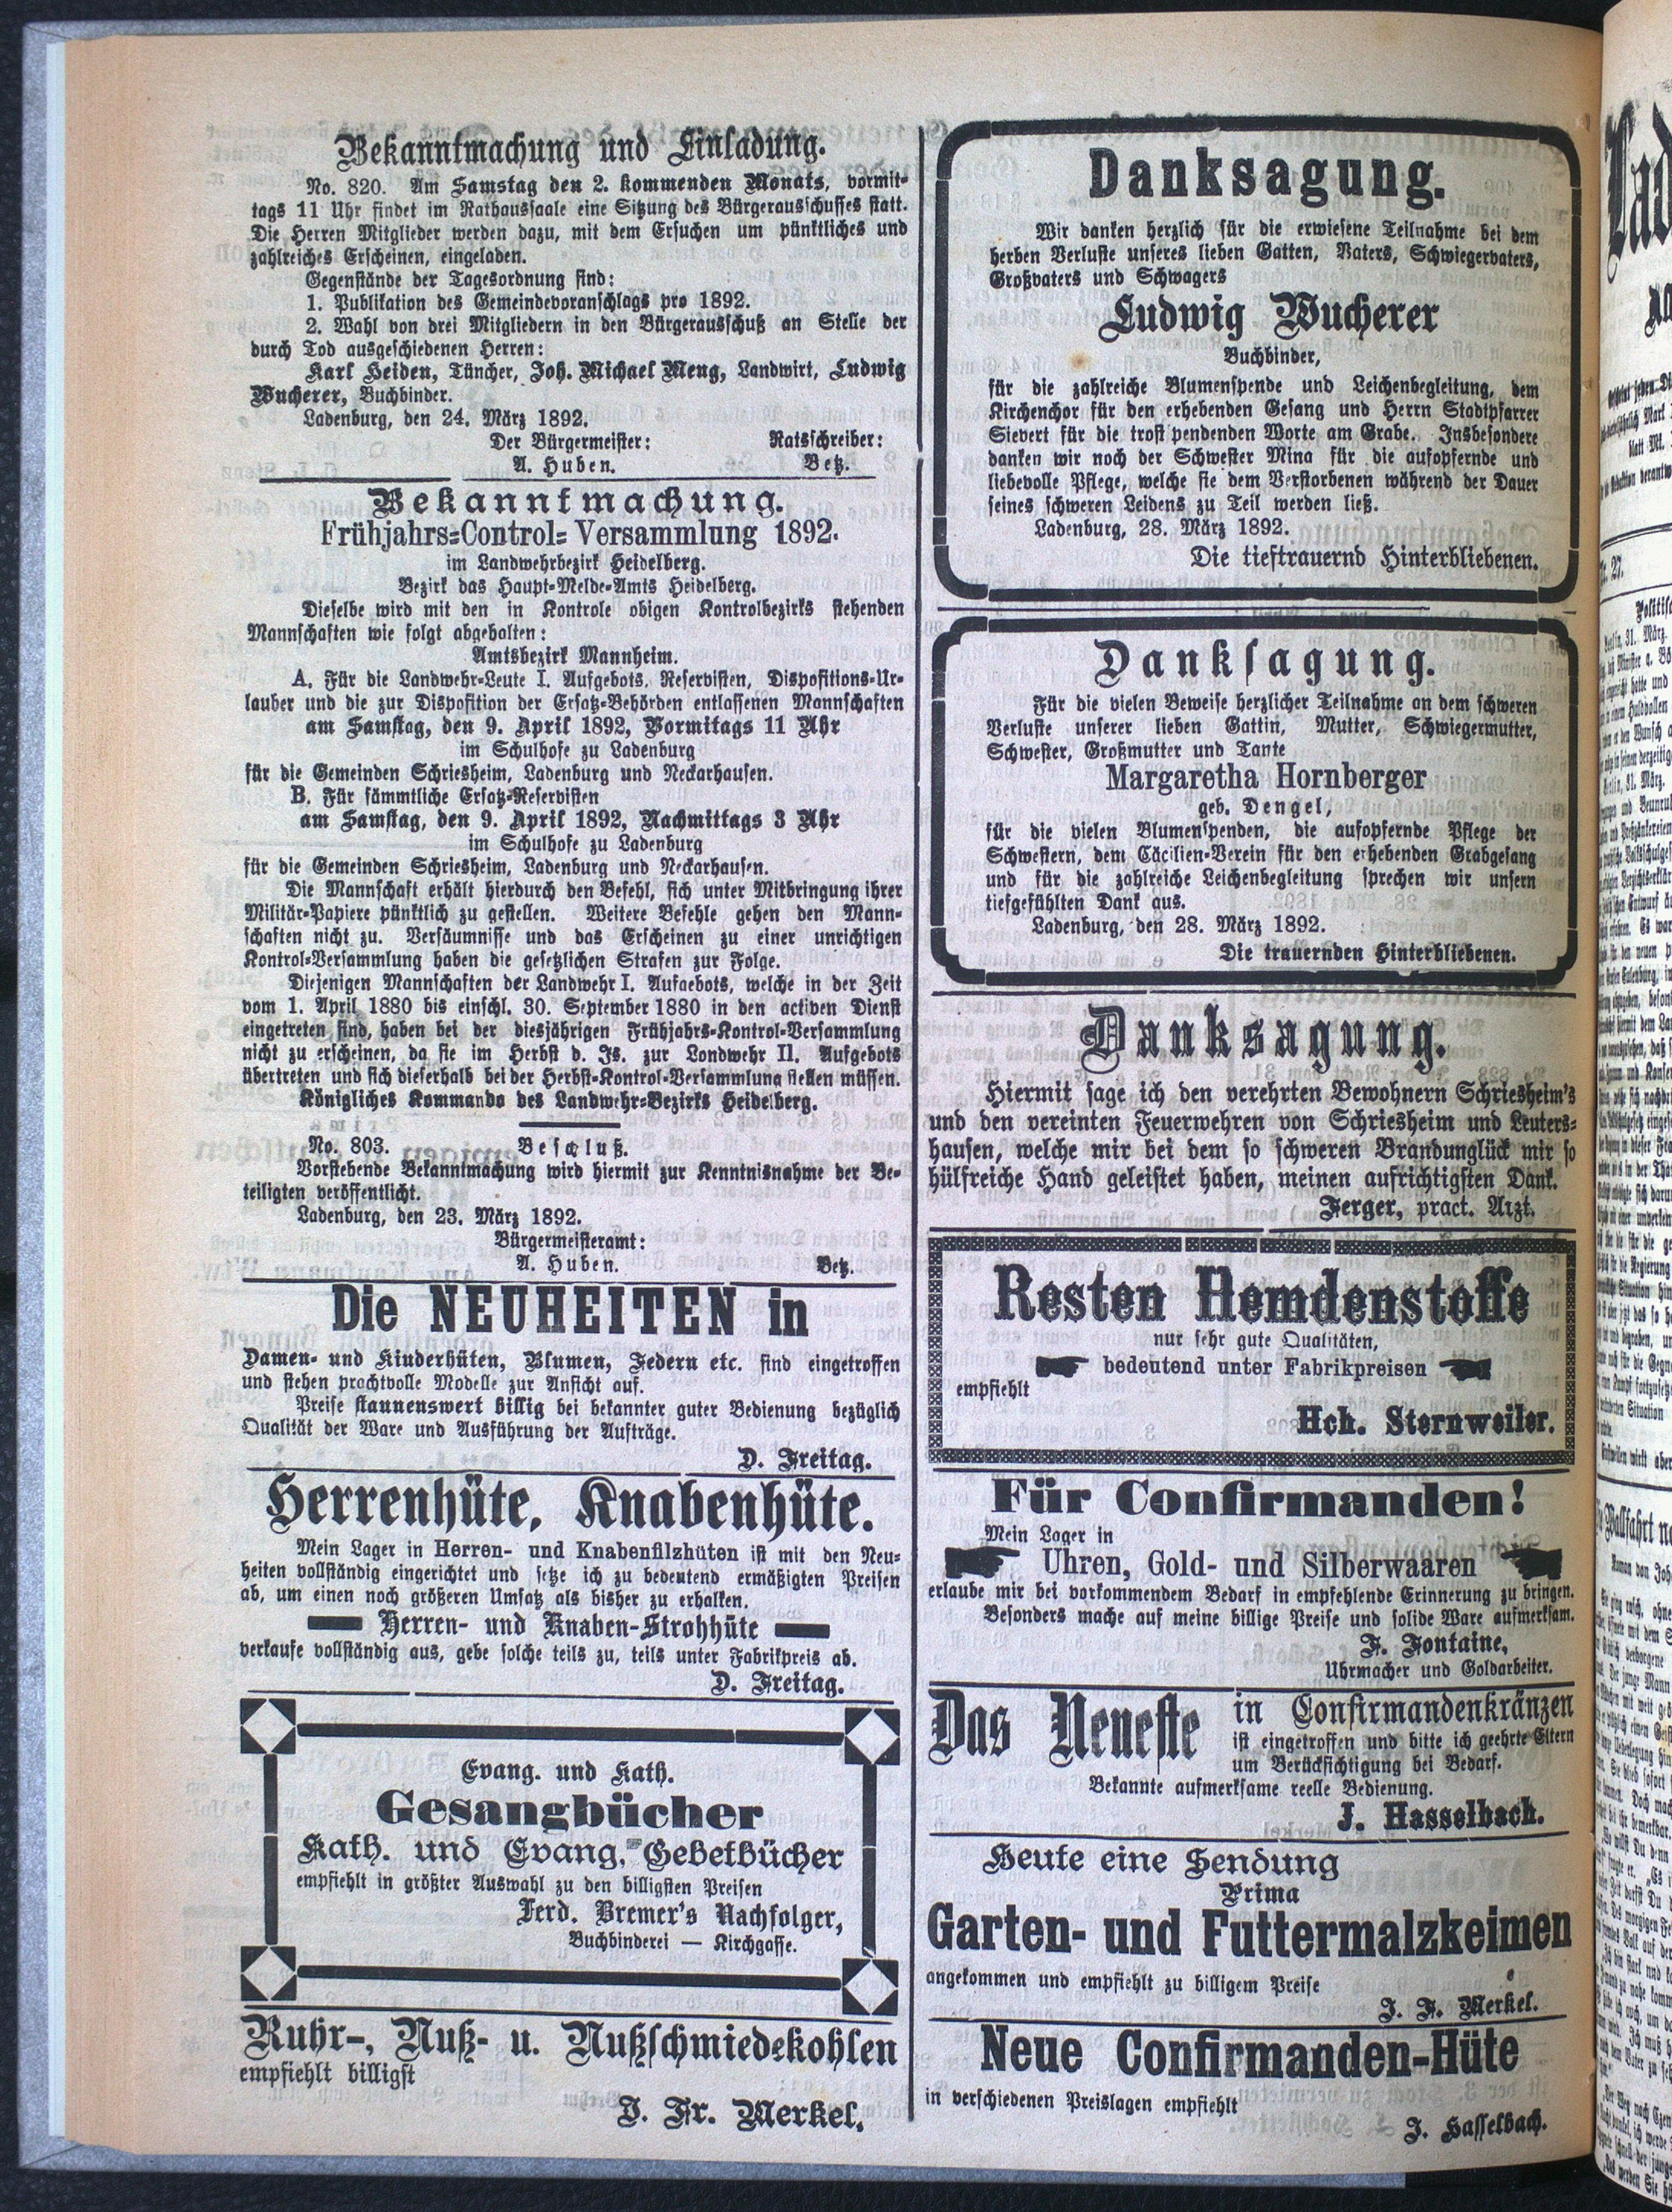 Bekanntmachung und Einladung.
No. 820. Am Samstag den 2. kommenden Monats, vormit-
tags 11 Uhr findet im Rathaussaale eine Sitzung des Bürgerausschusses statt.
Die Herren Mitglieder werden dazu, mit dem Ersuchen um pünktliches und
zahlreiches Erscheinen, eingeladen.
Gegenstände der Tagesordnung sind:
1. Publikation des Gemeindevoranschlags pro 1892.
2. Wahl von drei Mitgliedern in den Bürgerausschuß an Stelle der
durch Tod ausgeschiedenen Herren:
Karl Heiden, Tüncher, Joh. Michael Meng, Landwirt, Ludwig
Wucherer, Buchbinder.
Ladenburg, den 24. März 1892.
Der Bürgermeister: Ratsschreiber:
A. Huben. Betz.
Bekanntmachung.
Frühjahrs=Control= Versammlung 1892.
im Landwehrbezirk Heidelberg.
Bezirk das Haupt-Melde-Amts Heidelberg.
Dieselbe wird mit den in Kontrole obigen Kontrolbezirks stehenden
Mannschaften wie folgt abgehalten:
Amtsbezirk Mannheim.
A. Für die Landwehr-Leute I. Aufgebots, Reservisten, Dispositions-Ur-
lauber und die zur Disposition der Ersatz-Behörden entlassenen Mannschaften
am Samstag, den 9. April 1892, Vormitags 11 Uhr
im Schulhofe zu Ladenburg
für die Gemeinden Schriesheim, Ladenburg und Neckarhausen.
B. Für sämmtliche Ersatz-Reservisten
am Samstag, den 9. April 1892, Nachmittags 3 Uhr
im Schulhofe zu Ladenburg
für die Gemeinden Schriesheim, Ladenburg und Neckarhausen.
Die Mannschaft erhält hierdurch den Befehl, sich unter Mitbringung ihrer
Militär-Papiere pünktlich zu gestellen. Weitere Befehle gehen den Mann-
schaften nicht zu. Versäumnisse und das Erscheinen zu einer unrichtigen
Kontrol-Versammlung haben die gesetzlichen Strafen zur Folge.
Diejenigen Mannschaften der Landwehr I. Aufgebots, welche in der Zeit
vom 1. April 1880 bis einschl. 30. September 1880 in den activen Dienst
eingetreten sind, haben bei der diesjährigen Frühjahrs-Kontrol-Versammlung
nicht zu erscheinen, da sie im Herbst d. Js. zur Londwehr II. Aufgebots
übertreten und sich dieserhalb bei der Herbst-Kontrol-Versammlung stellen müssen.
Königliches Kommando des Landwehr-Bezirks Heidelberg.
No. 803. Beschluß.
Vorstehende Bekanntmachung wird hiermit zur Kenntnisnahme der Be-
teiligten veröffentlicht.
Ladenburg, den 23. März 1892.
Bürgermeisteramt:
A. Huben. Betz.
Die NEUHEITEN in
Damen- und Kinderhüten, Blumen, Federn etc. sind eingetroffen
und stehen prachtvolle Modelle zur Ansicht auf.
Preise staunenswert billig bei bekannter guter Bedienung bezüglich
Qualität der Ware und Ausführung der Aufträge.
D. Freitag.
Herrenhüte, Knabenhüte.
Mein Lager in Herren- und Knabenfilzhüten ist mit den Neu-
heiten vollständig eingerichtet und setze ich zu bedeutend ermäßigten Preisen
ab, um einen noch größeren Umsatz als bisher zu erhalten.
Herren- und Knaben-Strohhüte
verkaufe vollständig aus, gebe solche teils zu, teils unter Fabrikpreis ab.
D. Freitag.
Evang. und Kath.
Gesangbücher
Kath. und Evang. Gebetbücher
empfiehlt in größter Auswahl zu den billigsten Preisen
Ferd. Bremer's Nachfolger,
Buchbinderei — Kirchgasse.
Ruhr-, Nuß- u. Nußschmiedekohlen
empfiehlt billigst
J. Fr. Merkel.
Danksagung.
Wir danken herzlich für die erwiesene Teilnahme bei dem
herben Verluste unseres lieben Gatten, Vaters, Schwiegervaters,
Großvaters und Schwagers
Ludwig Wucherer
Buchbinder,
für die zahlreiche Blumenspende und Leichenbegleitung, dem
Kirchenchor für den erhebenden Gesang und Herrn Stadtpfarrer
Sievert für die trost pendenden Worte am Grabe. Insbesondere
danken wir noch der Schwester Mina für die aufopfernde und
liebevolle Pflege, welche sie dem Verstorbenen während der Dauer
seines schweren Leidens zu Teil werden ließ.
Ladenburg, 28. März 1892.
Die tieftrauernd Hinterbliebenen.
Danksagung.
Für die vielen Beweise herzlicher Teilnahme an dem schweren
Verluste unserer lieben Gattin, Mutter, Schwiegermutter,
Schwester, Großmutter und Tante
Margaretha Hornberger
geb. Dengel,
für die vielen Blumenspenden, die aufopfernde Pflege der
Schwestern, dem Cäcilien-Verein für den erhebenden Grabgesang
und für die zahlreiche Leichenbegleitung sprechen wir unsern
tiefgefühlten Dank aus.
Ladenburg, den 28. März 1892.
Die trauernden Hinterbliebenen.
Danksagung.
Hiermit sage ich den verehrten Bewohnern Schriesheim's
und den vereinten Feuerwehren von Schriesheim und Leuters-
hausen, welche mir bei dem so schweren Brandunglück mir so
hülfreiche Hand geleistet haben, meinen aufrichtigsten Dank.
Ferger, pract. Arzt.
Resten Hemdenstoffe
nur sehr gute Qualitäten,
bedeutend unter Fabrikpreisen
empfiehlt
Hch. Sternweiler.
Für Confirmanden!
Mein Lager in
Uhren, Gold- und Silberwaaren
erlaube mir bei vorkommendem Bedarf in empfehlende Erinnerung zu bringen.
Besonders mache auf meine billige Preise und solide Ware aufmerksam.
F. Fontaine,
Uhrmacher und Goldarbeiter.
Das Neueste in Confirmandenkränzen
ist eingetroffen und bitte ich geehrte Eltern
um Berücksichtigung bei Bedarf.
Bekannte aufmerksame reelle Bedienung.
J. Hasselbach.
Heute eine Sendung
Prima
Garten- und Futtermalzkeimen
angekommen und empfiehlt zu billigem Preise
J. F. Merkel.
Neue Confirmanden-Hüte
in verschiedenen Preislagen empfiehlt
J. Hasselbach.